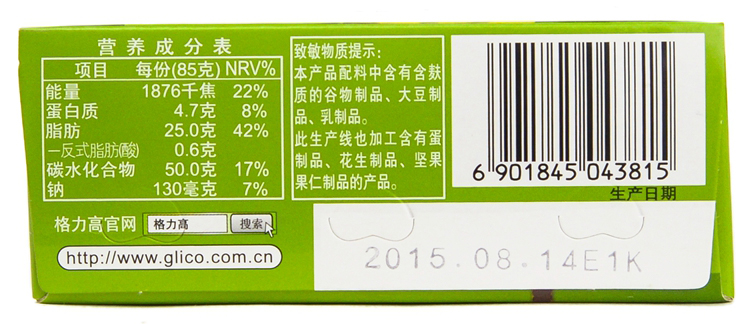 营养成分表
项目 每份(85克) NRV%
能量 1876千焦 22%
蛋白质 4.7克 8%
脂肪 25.0克 42%
—反式脂肪(酸) 0.6克
碳水化合物 50.0克 17%
钠 130毫克 7%
格力高官网 格力高 搜索
http://www.glico.com.cn
致敏物质提示:
本产品配料中含有含麸
质的谷物制品、大豆制
品、乳制品。
此生产线也加工含有蛋
制品、花生制品、坚果
果仁制品的产品。
6 901845 043815
生产日期
2015.08.14E1K